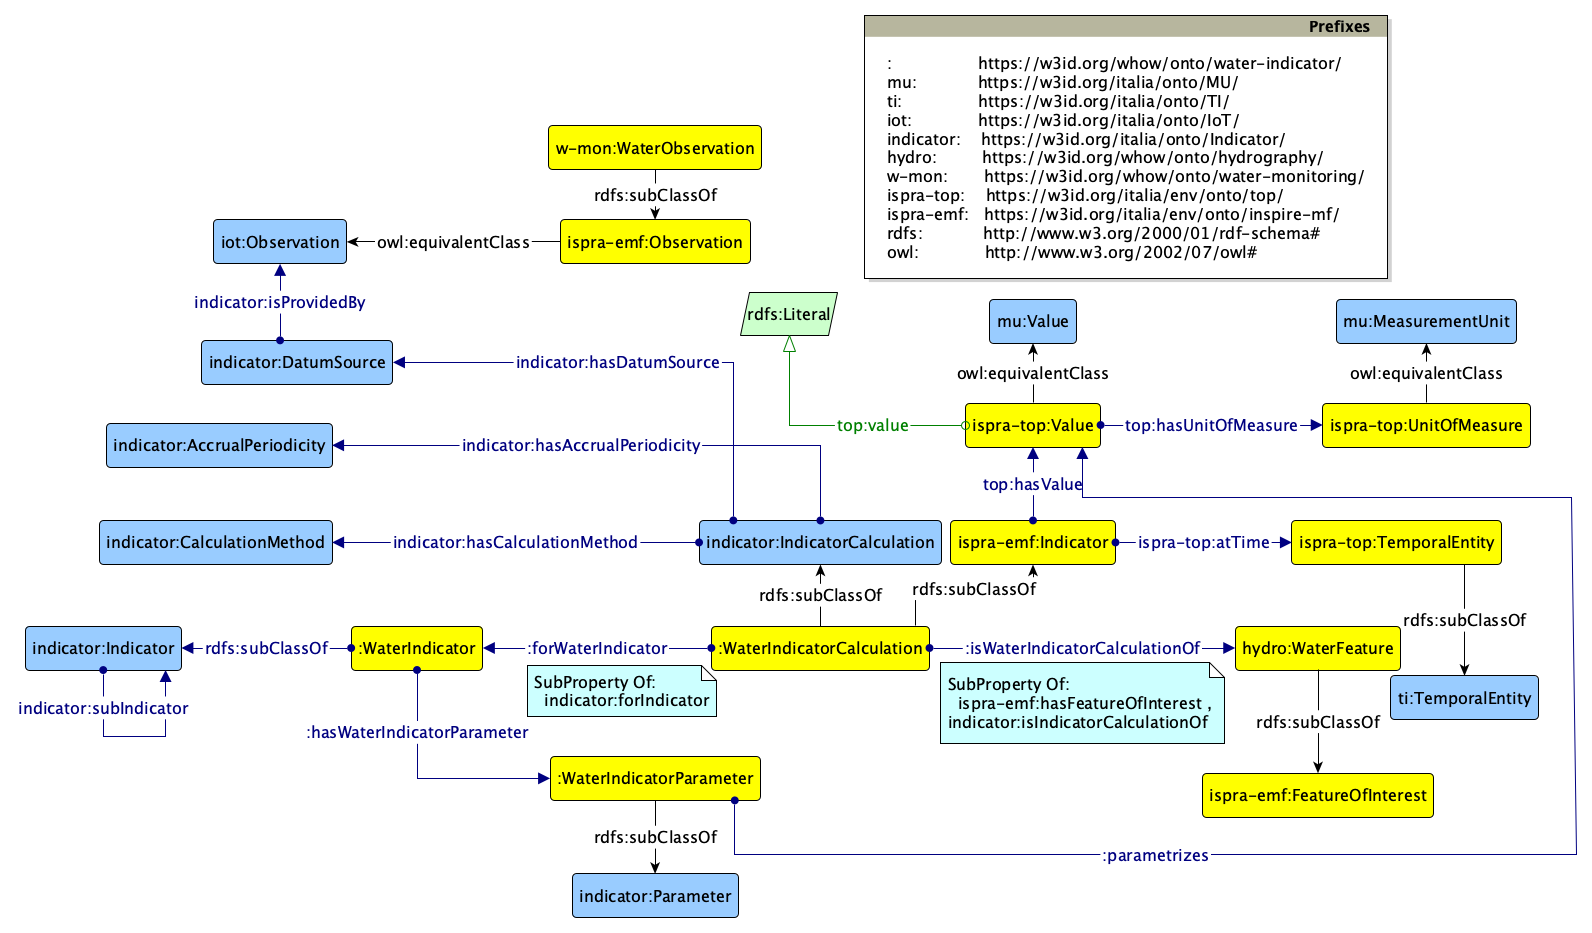 Prefixes
: https://w3id.org/whow/onto/water-indicator/
mu: https://w3id.org/italia/onto/MU/
ti: https://w3id.org/italia/onto/TI/
iot: https://w3id.org/italia/onto/IoT/
indicator: https://w3id.org/italia/onto/Indicator/
hydro: https://w3id.org/whow/onto/hydrography/
w-mon: https://w3id.org/whow/onto/water-monitoring/
ispra-top: https://w3id.org/italia/env/onto/top/
ispra-emf: https://w3id.org/italia/env/onto/inspire-mf/
rdfs: http://www.w3.org/2000/01/rdf-schema#
owl: http://www.w3.org/2002/07/owl#
w-mon:WaterObservation
rdfs:subClassOf
iot:Observation
owl:equivalentClass
ispra-emf:Observation
indicator:isProvidedBy
rdfs:Literal
mu:Value
mu:MeasurementUnit
indicator:DatumSource
indicator:hasDatumSource
owl:equivalentClass
owl:equivalentClass
top:value
ispra-top:Value
top:hasUnitOfMeasure
ispra-top:UnitOfMeasure
indicator:AccrualPeriodicity
indicator:hasAccrualPeriodicity
top:hasValue
indicator:CalculationMethod
indicator:hasCalculationMethod
indicator:IndicatorCalculation
ispra-emf:Indicator
ispra-top:atTime
ispra-top:TemporalEntity
rdfs:subClassOf
rdfs:subClassOf
rdfs:subClassOf
indicator:Indicator
rdfs:subClassOf
:WaterIndicator
:forWaterIndicator
:WaterIndicatorCalculation
:isWaterIndicatorCalculationOf
hydro:WaterFeature
SubProperty Of:
indicator:forIndicator
SubProperty Of:
ispra-emf:hasFeatureOfInterest ,
indicator:isIndicatorCalculationOf
ti:TemporalEntity
indicator:subIndicator
rdfs:subClassOf
:hasWaterIndicatorParameter
:WaterIndicatorParameter
ispra-emf:FeatureOfInterest
rdfs:subClassOf
:parametrizes
indicator:Parameter